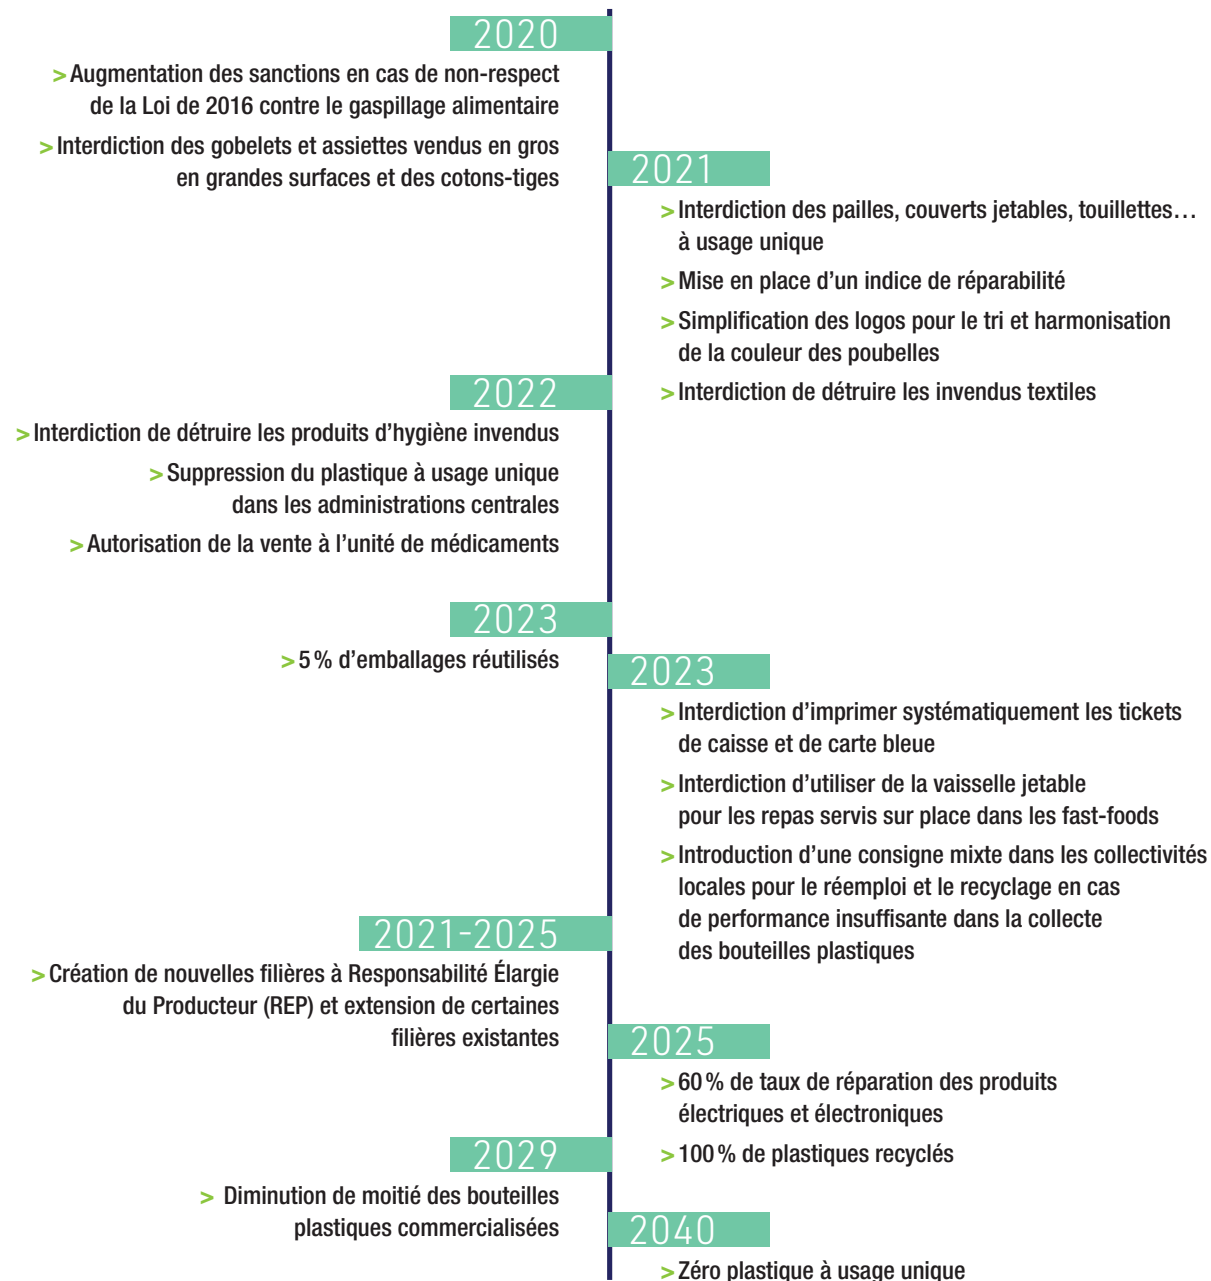 2020
> Augmentation des sanctions en cas de non-respect
de la Loi de 2016 contre le gaspillage alimentaire
> Interdiction des gobelets et assiettes vendus en gros
en grandes surfaces et des cotons-tiges
2021
> Interdiction des pailles, couverts jetables, touillettes…
à usage unique
> Mise en place d’un indice de réparabilité
> Simplification des logos pour le tri et harmonisation
de la couleur des poubelles
> Interdiction de détruire les invendus textiles
2022
> Interdiction de détruire les produits d’hygiène invendus
> Suppression du plastique à usage unique
dans les administrations centrales
> Autorisation de la vente à l’unité de médicaments
2023
> 5 % d’emballages réutilisés
2023
> Interdiction d’imprimer systématiquement les tickets
de caisse et de carte bleue
> Interdiction d’utiliser de la vaisselle jetable
pour les repas servis sur place dans les fast-foods
> Introduction d’une consigne mixte dans les collectivités
locales pour le réemploi et le recyclage en cas
de performance insuffisante dans la collecte
des bouteilles plastiques
2021-2025
> Création de nouvelles filières à Responsabilité Élargie
du Producteur (REP) et extension de certaines
filières existantes
2025
> 60 % de taux de réparation des produits
électriques et électroniques
> 100 % de plastiques recyclés
2029
> Diminution de moitié des bouteilles
plastiques commercialisées
2040
> Zéro plastique à usage unique